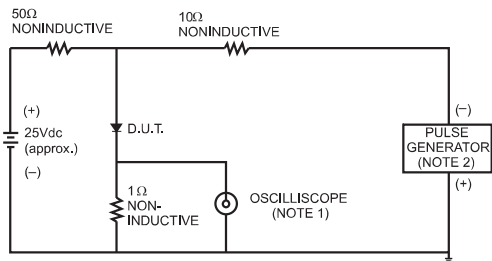 50Ω
NONINDUCTIVE
10Ω
NONINDUCTIVE
(+)
25Vdc
(approx.)
(–)
D.U.T.
1Ω
NON-
INDUCTIVE
OSCILLISCOPE
(NOTE 1)
(–)
PULSE
GENERATOR
(NOTE 2)
(+)